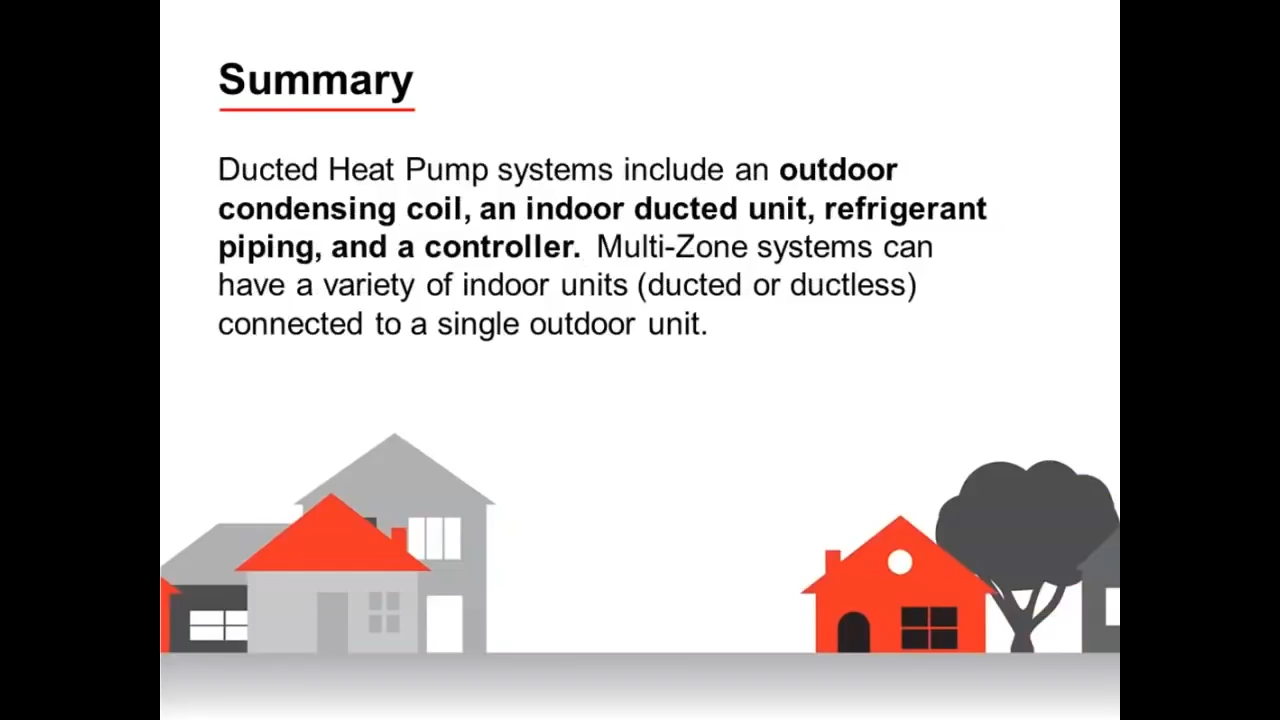 Summary
Ducted Heat Pump systems include an outdoor
condensing coil, an indoor ducted unit, refrigerant
piping, and a controller. Multi-Zone systems can
have a variety of indoor units (ducted or ductless)
connected to a single outdoor unit.